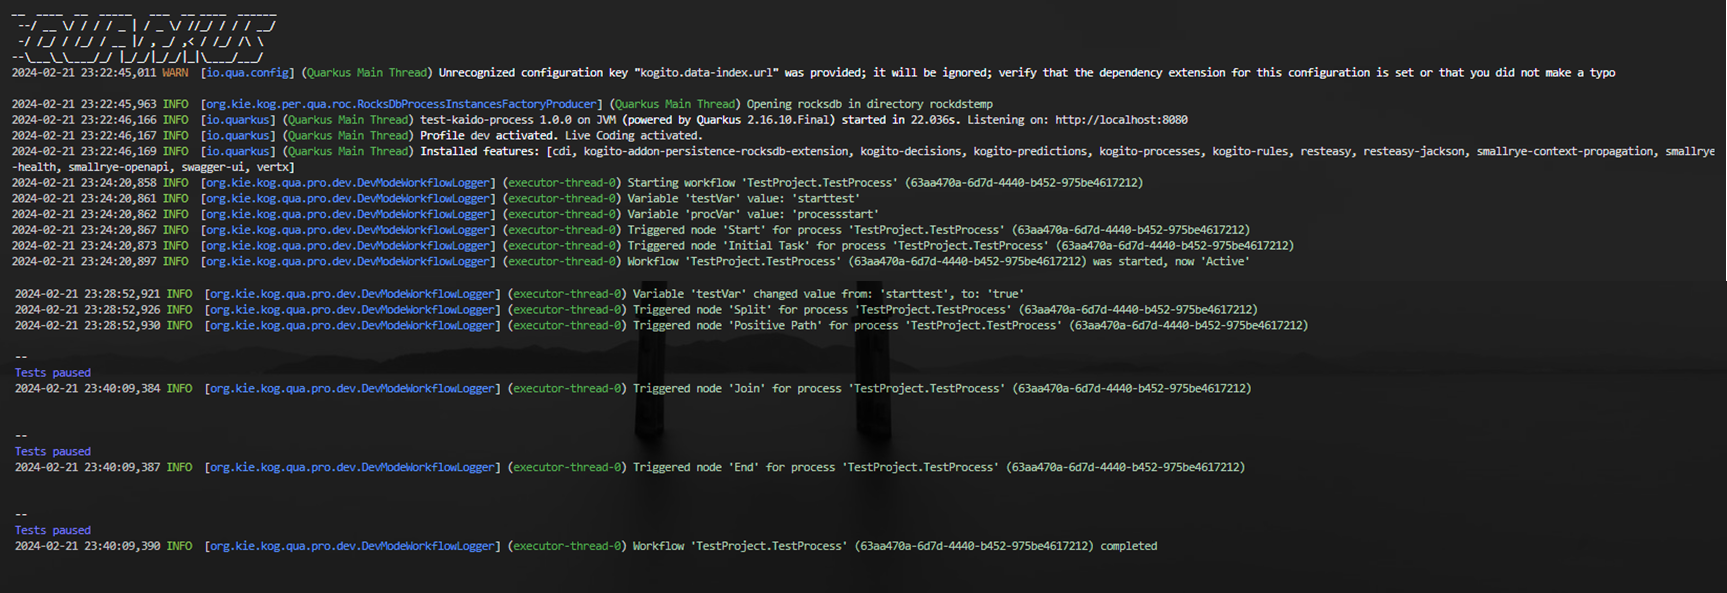 __  ____  __  _____   ___  __ ____  ______
 --/ __ \/ / / / _ | / _ \/ //_/ / / / __/
 -/ /_/ / /_/ / __ |/ , _/ ,< / /_/ /\ \
--\___\_\____/_/ |_/_/|_/_/|_|\____/___/
2024-02-21 23:22:45,011 WARN  [io.qua.config] (Quarkus Main Thread) Unrecognized configuration key "kogito.data-index.url" was provided; it will be ignored; verify that the dependency extension for this configuration is set or that you did not make a typo
2024-02-21 23:22:45,963 INFO  [org.kie.kog.per.qua.roc.RocksDbProcessInstancesFactoryProducer] (Quarkus Main Thread) Opening rocksdb in directory rockdstemp
2024-02-21 23:22:46,166 INFO  [io.quarkus] (Quarkus Main Thread) test-kaido-process 1.0.0 on JVM (powered by Quarkus 2.16.10.Final) started in 22.036s. Listening on: http://localhost:8080
2024-02-21 23:22:46,167 INFO  [io.quarkus] (Quarkus Main Thread) Profile dev activated. Live Coding activated.
2024-02-21 23:22:46,169 INFO  [io.quarkus] (Quarkus Main Thread) Installed features: [cdi, kogito-addon-persistence-rocksdb-extension, kogito-decisions, kogito-predictions, kogito-processes, kogito-rules, resteasy, resteasy-jackson, smallrye-context-propagation, smallrye
-health, smallrye-openapi, swagger-ui, vertx]
2024-02-21 23:24:20,858 INFO  [org.kie.kog.qua.pro.dev.DevModeWorkflowLogger] (executor-thread-0) Starting workflow 'TestProject.TestProcess' (63aa470a-6d7d-4440-b452-975be4617212)
2024-02-21 23:24:20,861 INFO  [org.kie.kog.qua.pro.dev.DevModeWorkflowLogger] (executor-thread-0) Variable 'testVar' value: 'starttest'
2024-02-21 23:24:20,862 INFO  [org.kie.kog.qua.pro.dev.DevModeWorkflowLogger] (executor-thread-0) Variable 'procVar' value: 'processstart'
2024-02-21 23:24:20,867 INFO  [org.kie.kog.qua.pro.dev.DevModeWorkflowLogger] (executor-thread-0) Triggered node 'Start' for process 'TestProject.TestProcess' (63aa470a-6d7d-4440-b452-975be4617212)
2024-02-21 23:24:20,873 INFO  [org.kie.kog.qua.pro.dev.DevModeWorkflowLogger] (executor-thread-0) Triggered node 'Initial Task' for process 'TestProject.TestProcess' (63aa470a-6d7d-4440-b452-975be4617212)
2024-02-21 23:24:20,897 INFO  [org.kie.kog.qua.pro.dev.DevModeWorkflowLogger] (executor-thread-0) Workflow 'TestProject.TestProcess' (63aa470a-6d7d-4440-b452-975be4617212) was started, now 'Active'
2024-02-21 23:28:52,921 INFO  [org.kie.kog.qua.pro.dev.DevModeWorkflowLogger] (executor-thread-0) Variable 'testVar' changed value from: 'starttest', to: 'true'
2024-02-21 23:28:52,926 INFO  [org.kie.kog.qua.pro.dev.DevModeWorkflowLogger] (executor-thread-0) Triggered node 'Split' for process 'TestProject.TestProcess' (63aa470a-6d7d-4440-b452-975be4617212)
2024-02-21 23:28:52,930 INFO  [org.kie.kog.qua.pro.dev.DevModeWorkflowLogger] (executor-thread-0) Triggered node 'Positive Path' for process 'TestProject.TestProcess' (63aa470a-6d7d-4440-b452-975be4617212)
--
Tests paused
2024-02-21 23:40:09,384 INFO  [org.kie.kog.qua.pro.dev.DevModeWorkflowLogger] (executor-thread-0) Triggered node 'Join' for process 'TestProject.TestProcess' (63aa470a-6d7d-4440-b452-975be4617212)
--
Tests paused
2024-02-21 23:40:09,387 INFO  [org.kie.kog.qua.pro.dev.DevModeWorkflowLogger] (executor-thread-0) Triggered node 'End' for process 'TestProject.TestProcess' (63aa470a-6d7d-4440-b452-975be4617212)
--
Tests paused
2024-02-21 23:40:09,390 INFO  [org.kie.kog.qua.pro.dev.DevModeWorkflowLogger] (executor-thread-0) Workflow 'TestProject.TestProcess' (63aa470a-6d7d-4440-b452-975be4617212) completed